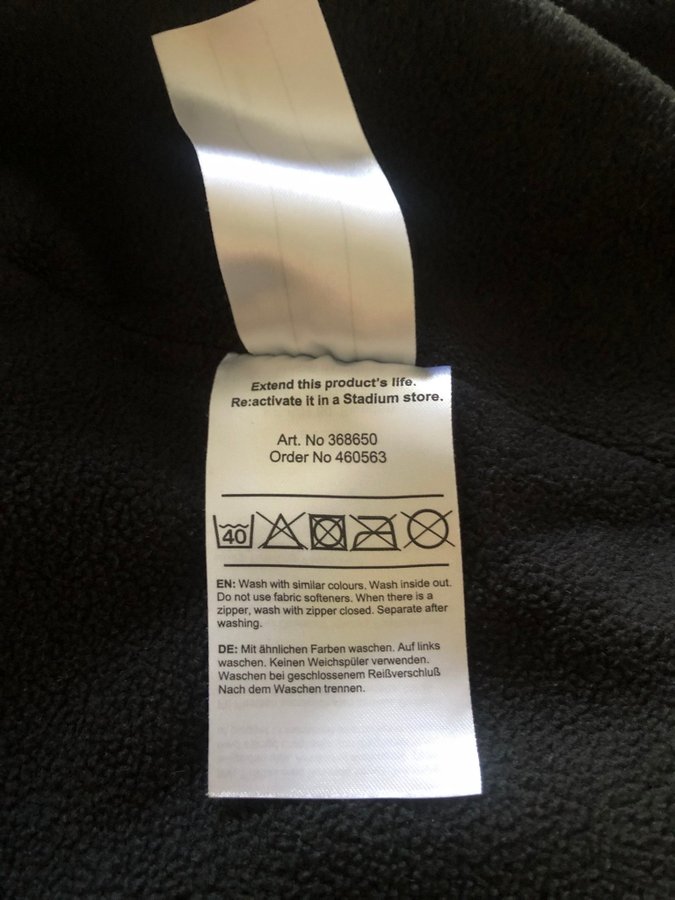 Extend this product's life.
Re:activate it in a Stadium store.
Art. No 368650
Order No 460563
40
EN: Wash with similar colours, Wash inside out.
Do not use fabric softeners. When there is a
zipper, wash with zipper closed. Separate after
washing.
DE: Mit ähnlichen Farben waschen. Auf links
waschen. Keinen Weichspüler verwenden.
Waschen bei geschlossenem Reißverschluß
Nach dem Waschen trennen.